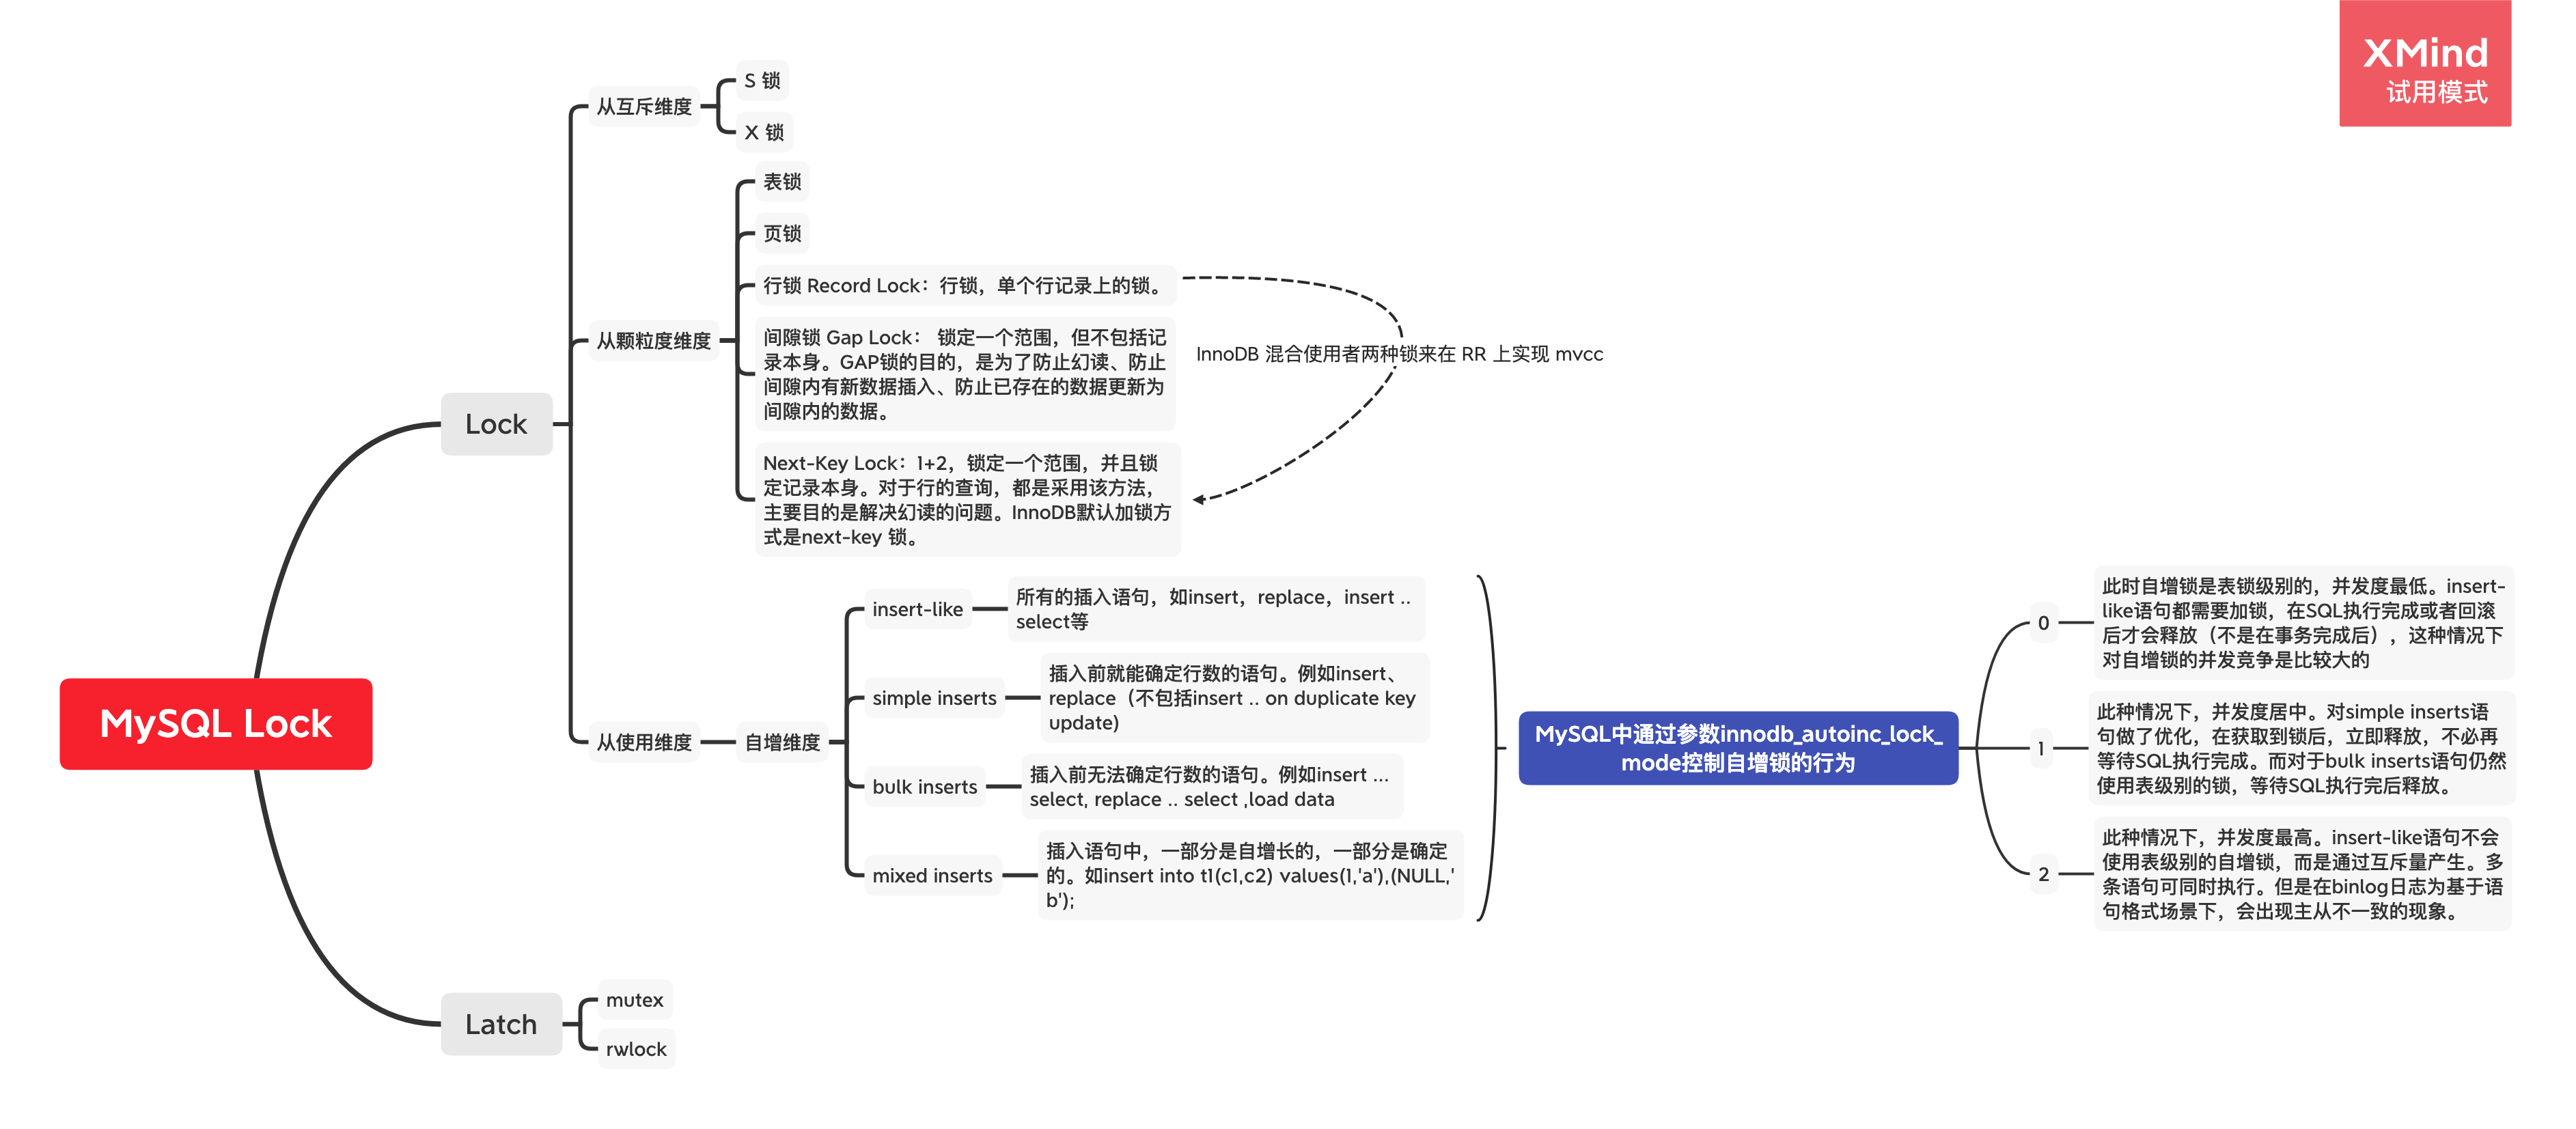 XMind
试用模式
MySQL Lock
Lock
从互斥维度
S 锁
X 锁
从颗粒度维度
表锁
页锁
行锁 Record Lock：行锁，单个行记录上的锁。
间隙锁 Gap Lock： 锁定一个范围，但不包括记
录本身。GAP锁的目的，是为了防止幻读、防止
间隙内有新数据插入、防止已存在的数据更新为
间隙内的数据。
Next-Key Lock：1+2，锁定一个范围，并且锁
定记录本身。对于行的查询，都是采用该方法，
主要目的是解决幻读的问题。InnoDB默认加锁方
式是next-key 锁。
InnoDB 混合使用者两种锁来在 RR 上实现 mvcc
从使用维度
自增维度
insert-like
所有的插入语句，如insert，replace，insert ..
select等
simple inserts
插入前就能确定行数的语句。例如insert、
replace（不包括insert .. on duplicate key
update)
bulk inserts
插入前无法确定行数的语句。例如insert ...
select, replace .. select ,load data
mixed inserts
插入语句中，一部分是自增长的，一部分是确定
的。如insert into t1(c1,c2) values(1,'a'),(NULL,'
b');
MySQL中通过参数innodb_autoinc_lock_
mode控制自增锁的行为
0
此时自增锁是表锁级别的，并发度最低。insert-
like语句都需要加锁，在SQL执行完成或者回滚
后才会释放（不是在事务完成后），这种情况下
对自增锁的并发竞争是比较大的
1
此种情况下，并发度居中。对simple inserts语
句做了优化，在获取到锁后，立即释放，不必再
等待SQL执行完成。而对于bulk inserts语句仍然
使用表级别的锁，等待SQL执行完后释放。
2
此种情况下，并发度最高。insert-like语句不会
使用表级别的自增锁，而是通过互斥量产生。多
条语句可同时执行。但是在binlog日志为基于语
句格式场景下，会出现主从不一致的现象。
Latch
mutex
rwlock